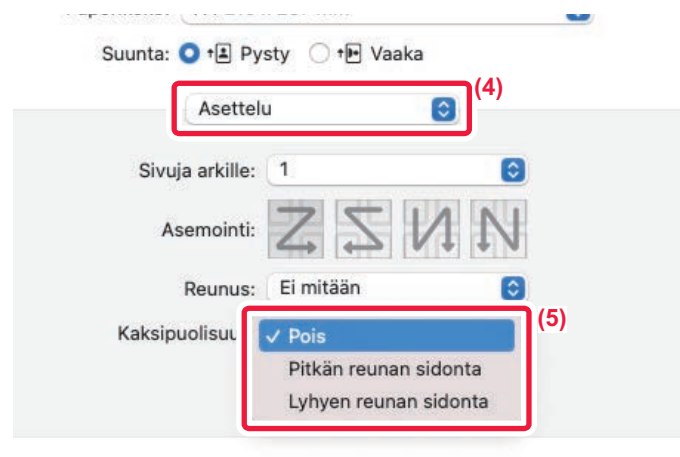 Suunta: Pysty Vaaka
(4)
Asettelu
Sivuja arkille: 1
Asemointi:
Reunus: Ei mitään
(5)
Kaksipuolisuu
✓ Pois
Pitkän reunan sidonta
Lyhyen reunan sidonta